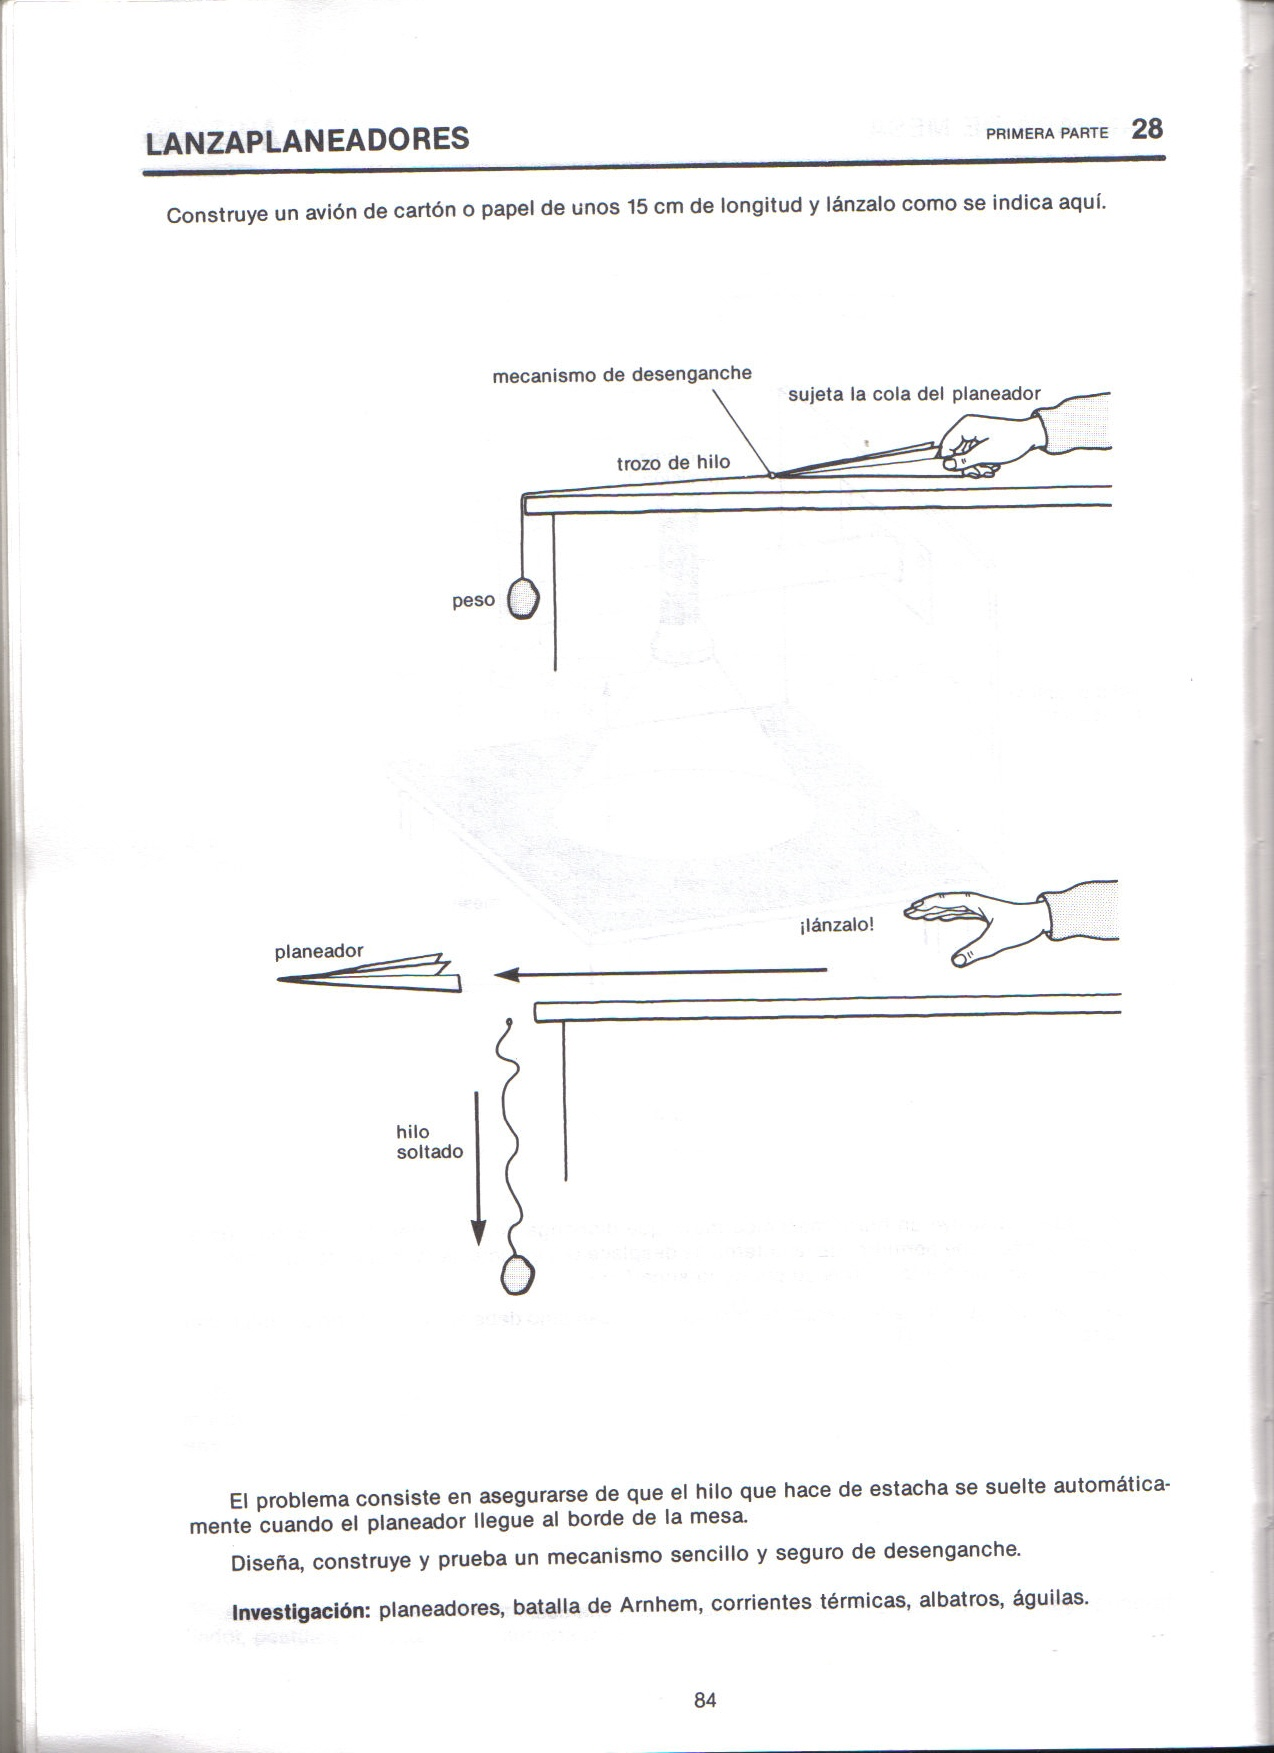 LANZAPLANEADORES
PRIMERA PARTE 28
Construye un avión de cartón o papel de unos 15 cm de longitud y lánzalo como se indica aquí.
mecanismo de desenganche
sujeta la cola del planeador
trozo de hilo
peso
¡lánzalo!
planeador
hilo
soltado
El problema consiste en asegurarse de que el hilo que hace de estacha se suelte automática-
mente cuando el planeador llegue al borde de la mesa.
Diseña, construye y prueba un mecanismo sencillo y seguro de desenganche.
Investigación: planeadores, batalla de Arnhem, corrientes térmicas, albatros, águilas.
84